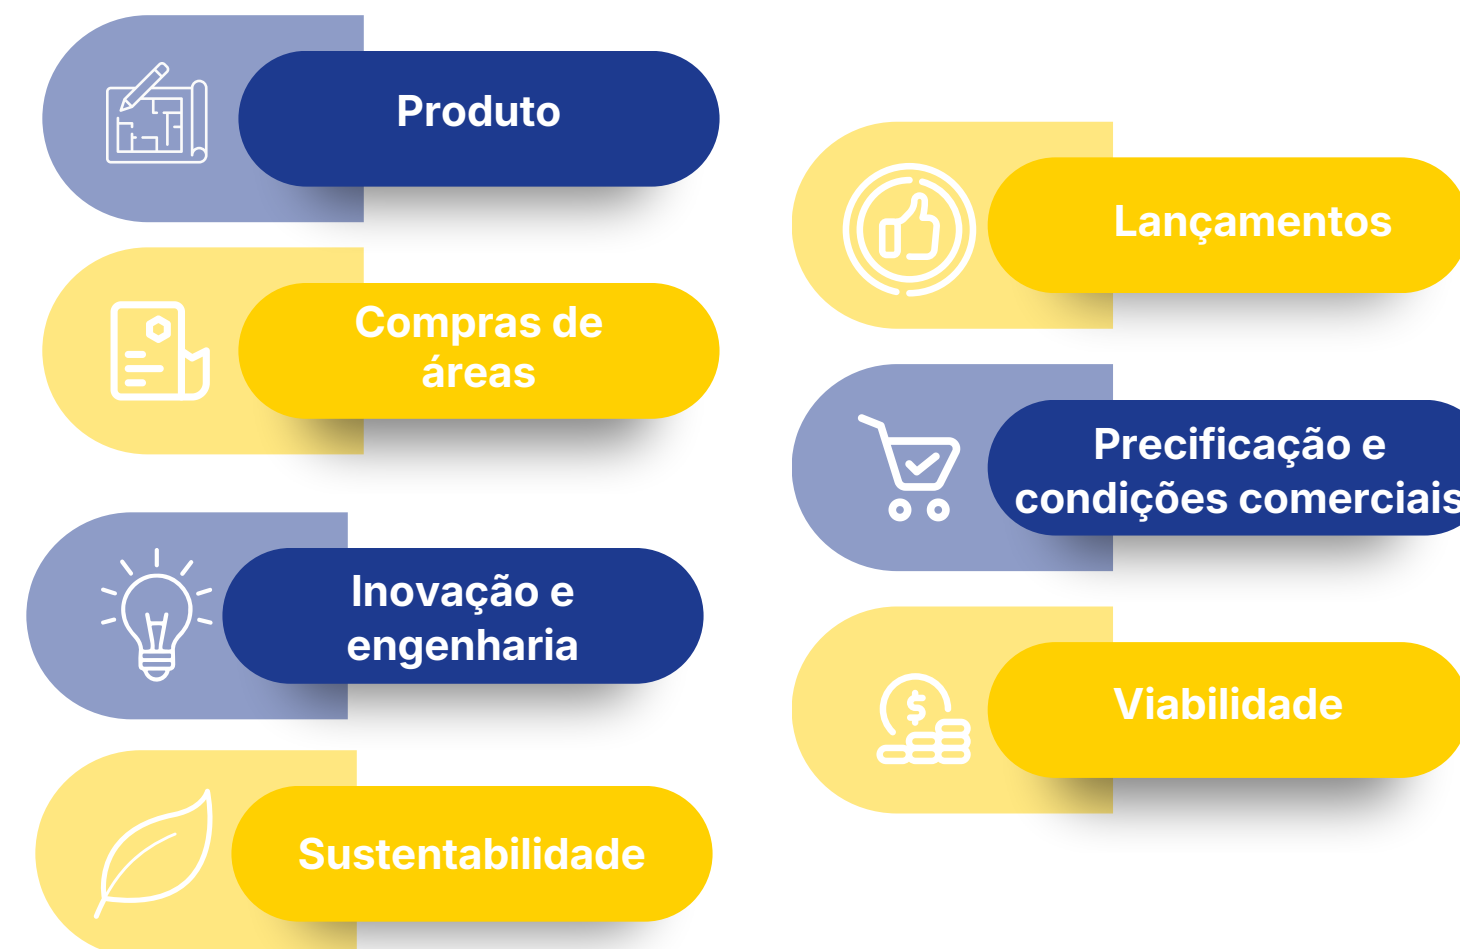 Produto
Compras de
áreas
Inovação e
engenharia
Sustentabilidade
Lançamentos
Precificação e
condições comerciais
Viabilidade